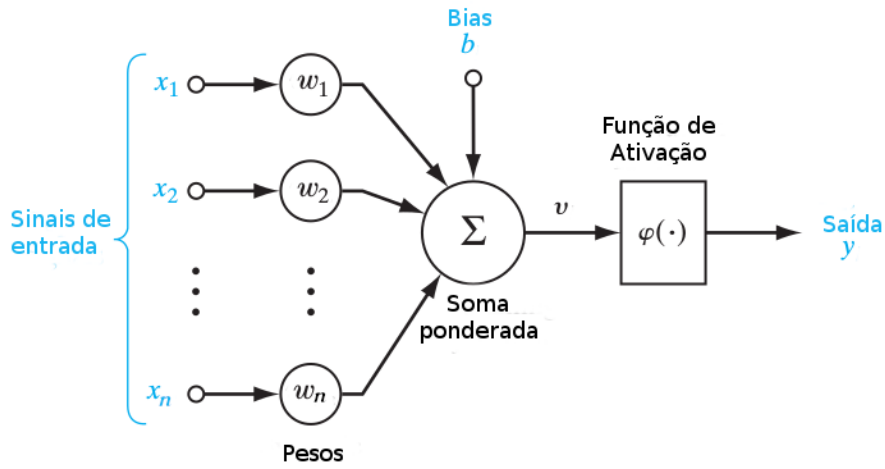 Bias
b
x₁
w₁
Função de
Ativação
x₂
w₂
Sinais de
entrada
Σ
v
φ(·)
Saída
y
Soma
ponderada
xₙ
wₙ
Pesos